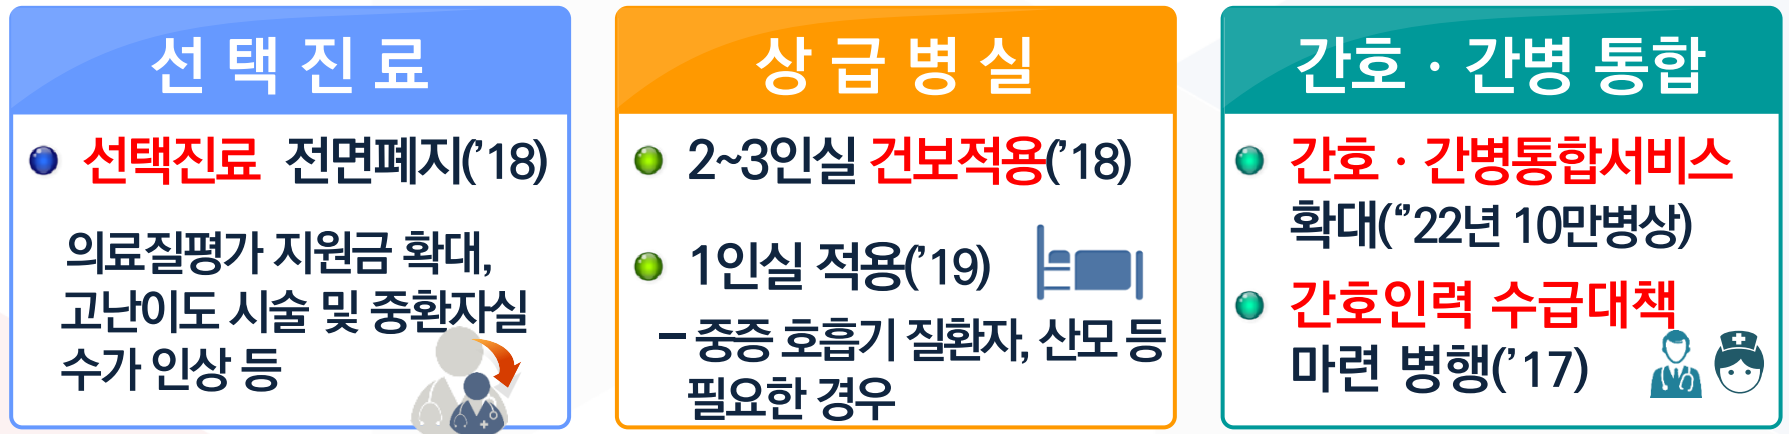 선 택 진 료
선택진료 전면폐지(’18)
의료질평가 지원금 확대,
고난이도 시술 및 중환자실
수가 인상 등
상 급 병 실
2~3인실 건보적용(’18)
1인실 적용(’19)
– 중증 호흡기 질환자, 산모 등
필요한 경우
간호 · 간병 통합
간호 · 간병통합서비스
확대(‘’22년 10만병상)
간호인력 수급대책
마련 병행(’17)